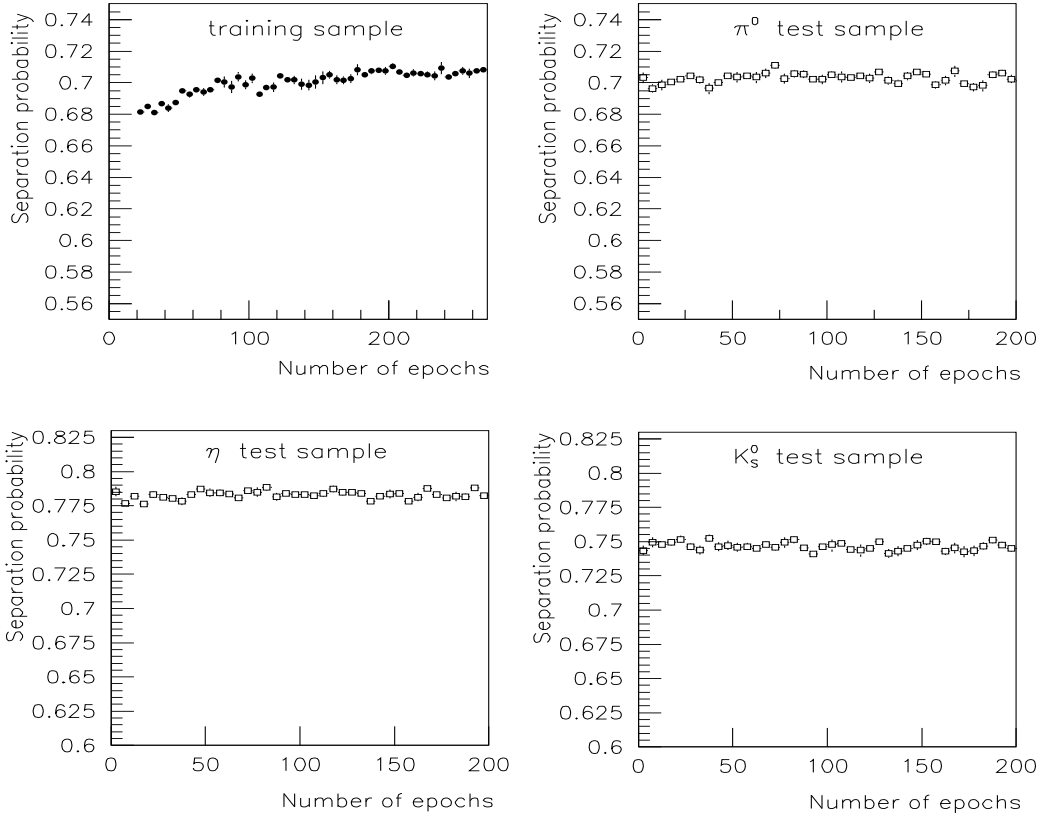 training sample
Separation probability
0.74
0.72
0.7
0.68
0.66
0.64
0.62
0.6
0.58
0.56
0 100 200
Number of epochs
π⁰ test sample
Separation probability
0.74
0.72
0.7
0.68
0.66
0.64
0.62
0.6
0.58
0.56
0 50 100 150 200
Number of epochs
η test sample
Separation probability
0.825
0.8
0.775
0.75
0.725
0.7
0.675
0.65
0.625
0.6
0 50 100 150 200
Number of epochs
K⁰ₛ test sample
Separation probability
0.825
0.8
0.775
0.75
0.725
0.7
0.675
0.65
0.625
0.6
0 50 100 150 200
Number of epochs